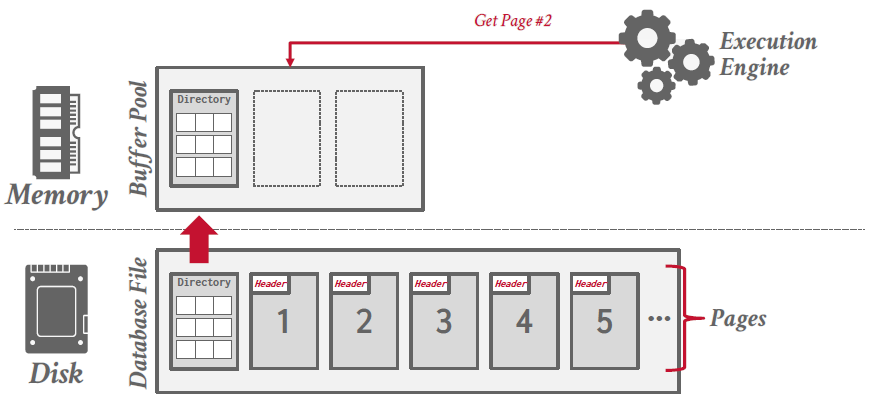 Get Page #2
Execution
Engine
Directory
Buffer Pool
Memory
Directory
Header
Header
Header
Header
Header
1
2
3
4
5
...
Pages
Database File
Disk